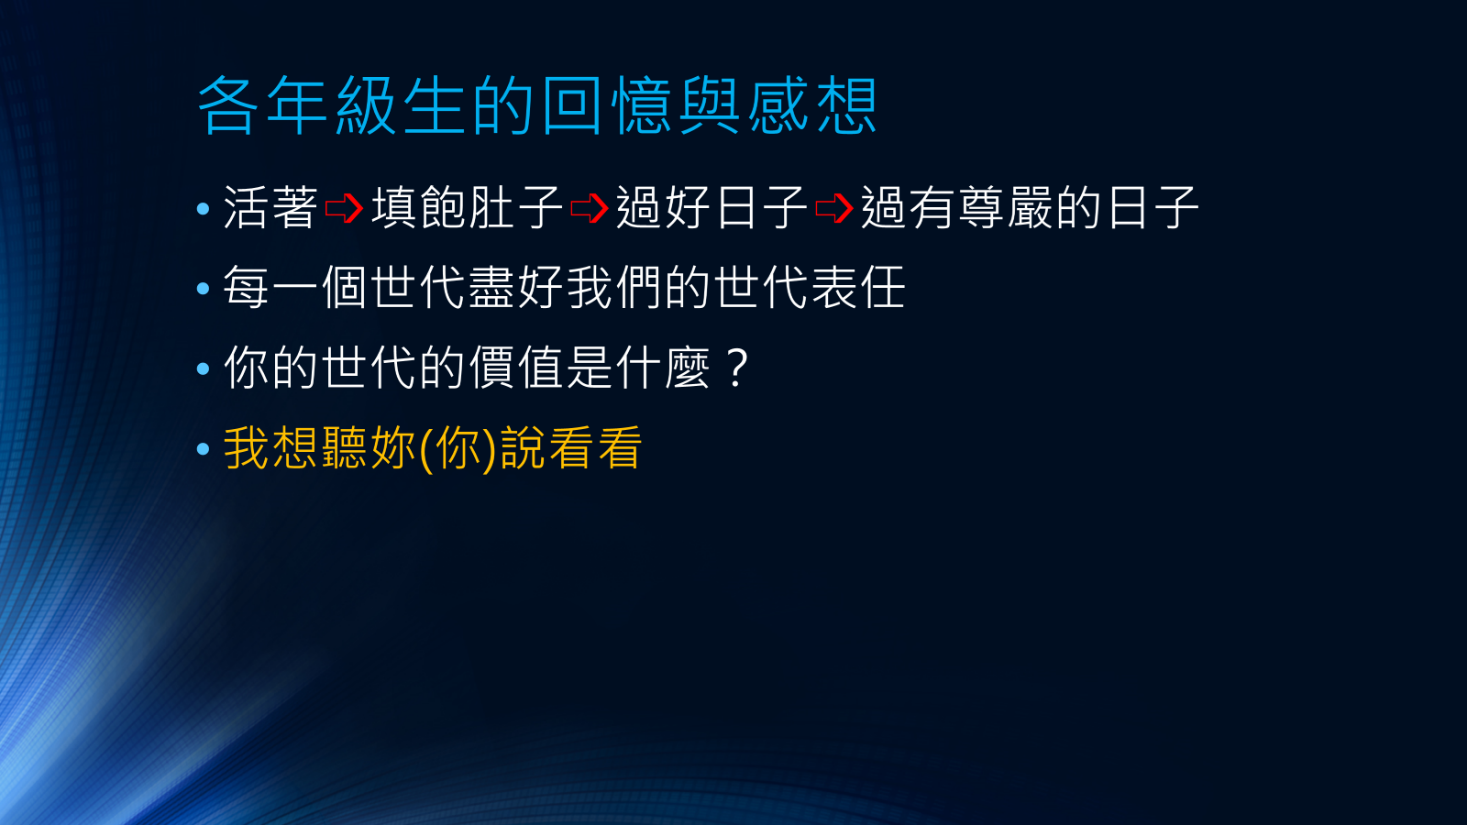 各年級生的回憶與感想
• 活著➩填飽肚子➩過好日子➩過有尊嚴的日子
• 每一個世代盡好我們的世代表任
• 你的世代的價值是什麼？
• 我想聽妳(你)說看看